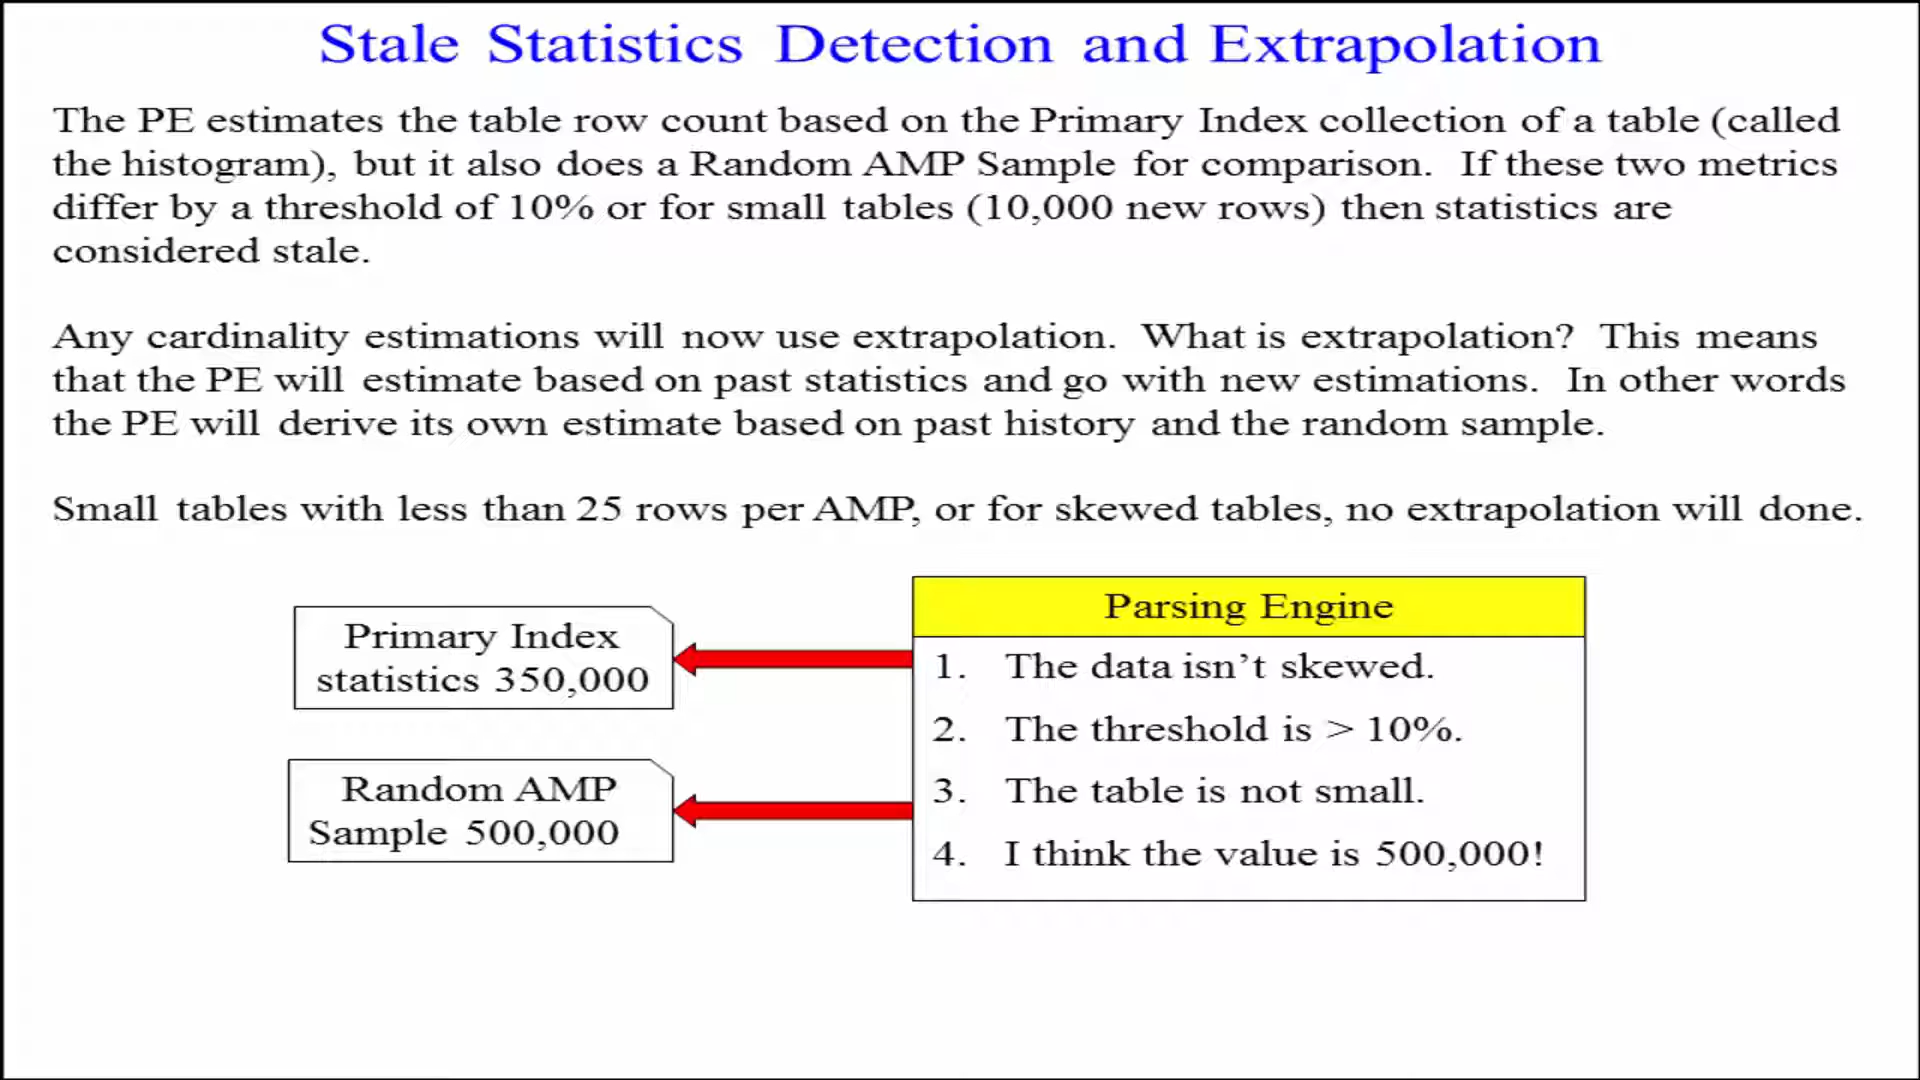 Stale Statistics Detection and Extrapolation
The PE estimates the table row count based on the Primary Index collection of a table (called
the histogram), but it also does a Random AMP Sample for comparison. If these two metrics
differ by a threshold of 10% or for small tables (10,000 new rows) then statistics are
considered stale.
Any cardinality estimations will now use extrapolation. What is extrapolation? This means
that the PE will estimate based on past statistics and go with new estimations. In other words
the PE will derive its own estimate based on past history and the random sample.
Small tables with less than 25 rows per AMP, or for skewed tables, no extrapolation will done.
Primary Index
statistics 350,000
Random AMP
Sample 500,000
Parsing Engine
1. The data isn’t skewed.
2. The threshold is > 10%.
3. The table is not small.
4. I think the value is 500,000!